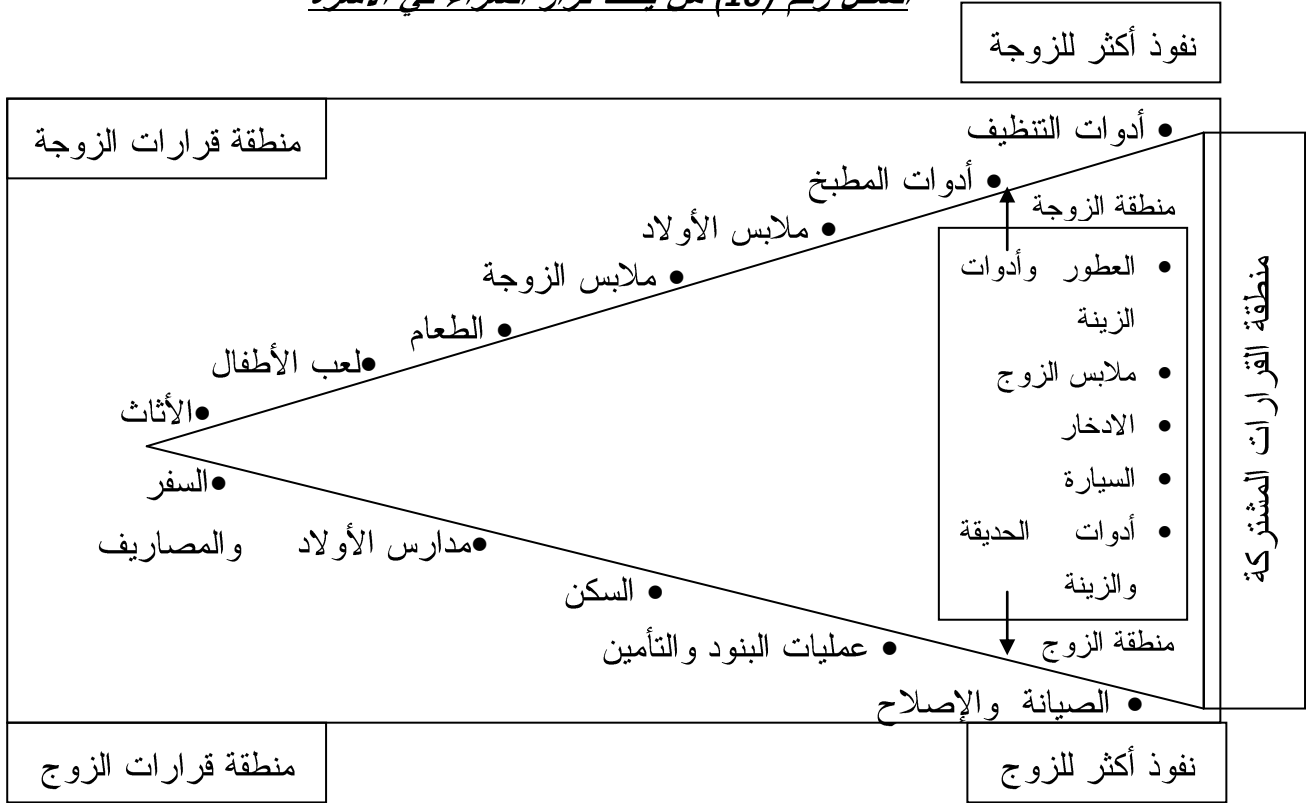 (10)
نفوذ أكثر للزوجة
منطقة قرارات الزوجة
• أدوات التنظيف
• أدوات المطبخ
منطقة الزوجة
• ملابس الأولاد
• ملابس الزوجة
• الطعام
•لعب الأطفال
•الأثاث
• العطور وأدوات
الزينة
• ملابس الزوج
• الادخار
• السيارة
• أدوات الحديقة
والزينة
منطقة القرارات المشتركة
•السفر
•مدارس الأولاد والمصاريف
• السكن
• عمليات البنود والتأمين
منطقة الزوج
• الصيانة والإصلاح
منطقة قرارات الزوج
نفوذ أكثر للزوج